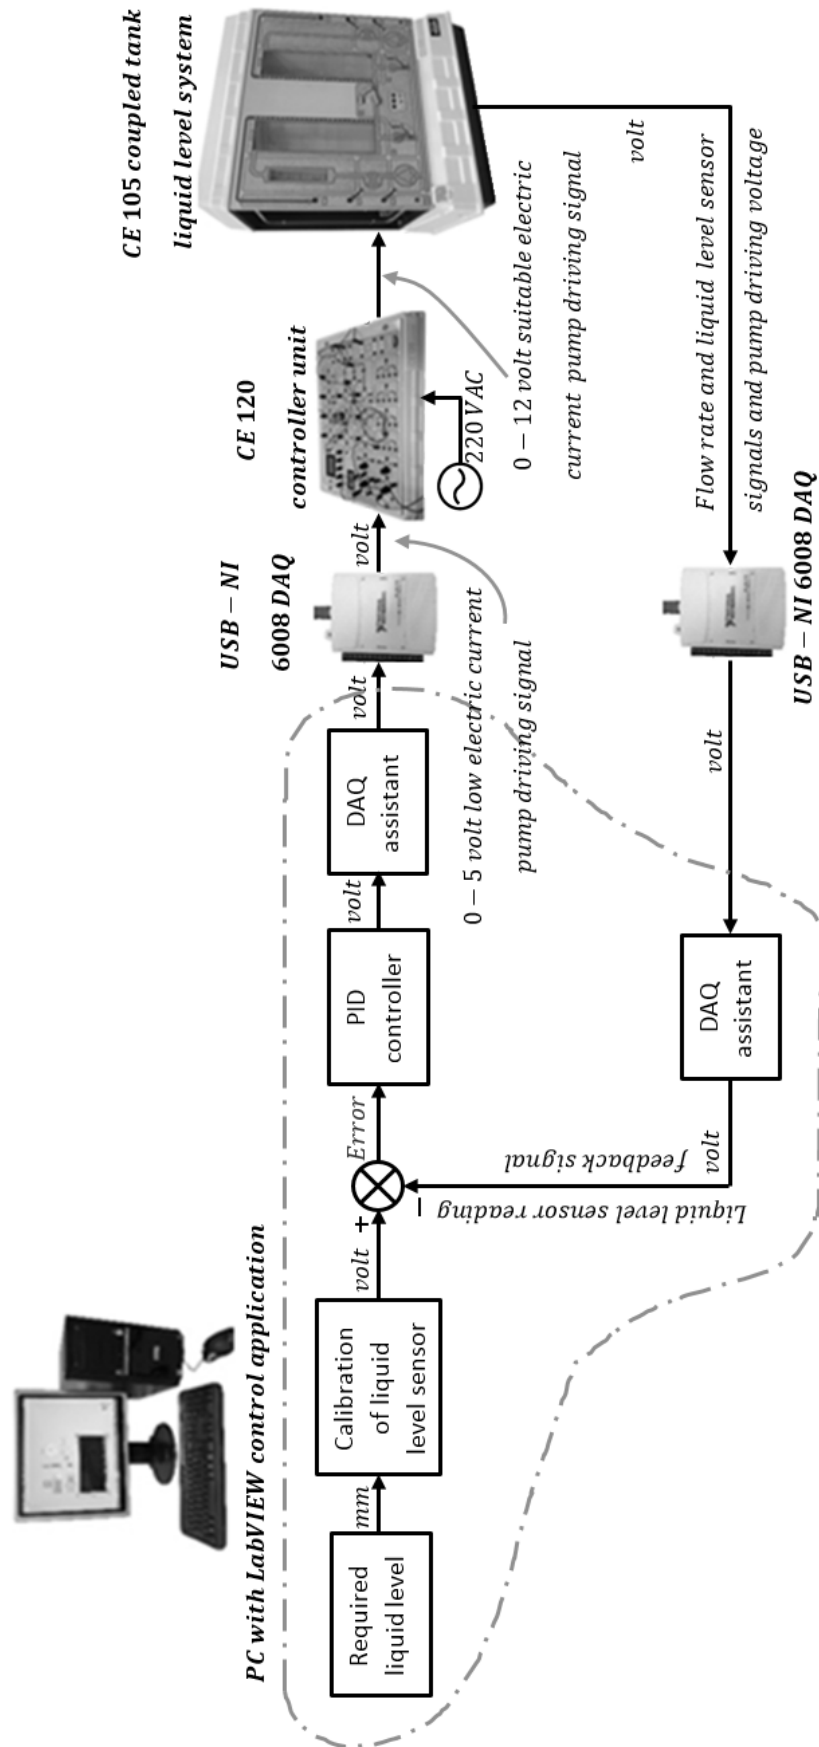 PC with LabVIEW control application
Required
liquid level
mm
Calibration
of liquid
level sensor
volt
+
−
Error
PID
controller
volt
DAQ
assistant
volt
USB − NI
6008 DAQ
volt
0 − 5 volt low electric current
pump driving signal
CE 120
controller unit
220VAC
0 − 12 volt suitable electric
current pump driving signal
CE 105 coupled tank
liquid level system
volt
Flow rate and liquid level sensor
signals and pump driving voltage
USB − NI 6008 DAQ
volt
DAQ
assistant
volt
Liquid level sensor reading
feedback signal